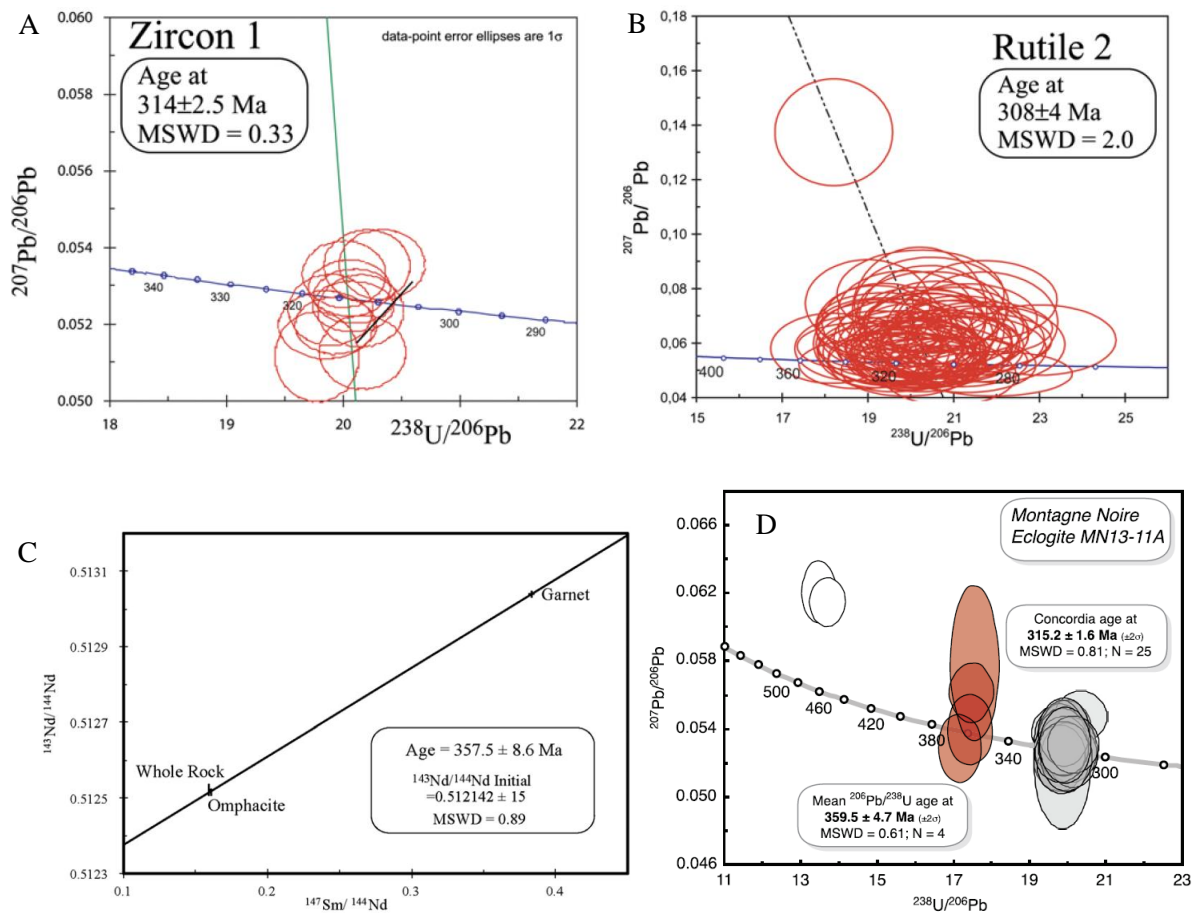 A
Zircon 1
data-point error ellipses are 1σ
Age at
314±2.5 Ma
MSWD = 0.33
0.060
0.058
0.056
0.054
0.052
0.050
207Pb/206Pb
340
330
320
300
290
18
19
20
21
22
238U/206Pb
B
Rutile 2
Age at
308±4 Ma
MSWD = 2.0
0,18
0,16
0,14
0,12
0,10
0,08
0,06
0,04
207Pb/206Pb
400
360
320
280
15
17
19
21
23
25
238U/206Pb
C
0.5131
0.5129
0.5127
0.5125
0.5123
143Nd/144Nd
Garnet
Whole Rock
Omphacite
Age = 357.5 ± 8.6 Ma
143Nd/144Nd Initial
=0.512142 ± 15
MSWD = 0.89
0.1
0.2
0.3
0.4
147Sm/144Nd
D
Montagne Noire
Eclogite MN13-11A
Concordia age at
315.2 ± 1.6 Ma (±2σ)
MSWD = 0.81; N = 25
0.066
0.062
0.058
0.054
0.050
0.046
207Pb/206Pb
500
460
420
380
340
300
Mean 206Pb/238U age at
359.5 ± 4.7 Ma (±2σ)
MSWD = 0.61; N = 4
11
13
15
17
19
21
23
238U/206Pb